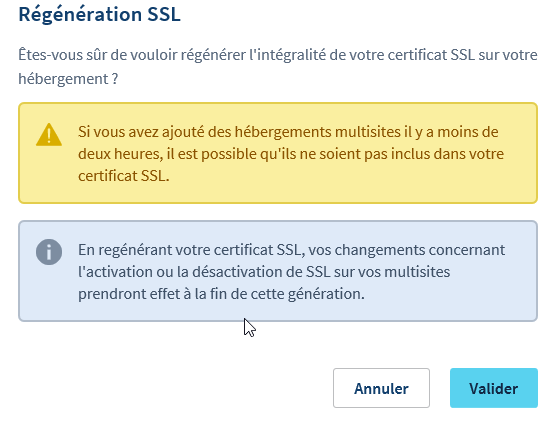 Régénération SSL
Êtes-vous sûr de vouloir régénérer l'intégralité de votre certificat SSL sur votre
hébergement ?
Si vous avez ajouté des hébergements multisites il y a moins de
deux heures, il est possible qu'ils ne soient pas inclus dans votre
certificat SSL.
En regénérant votre certificat SSL, vos changements concernant
l'activation ou la désactivation de SSL sur vos multisites
prendront effet à la fin de cette génération.
Annuler
Valider